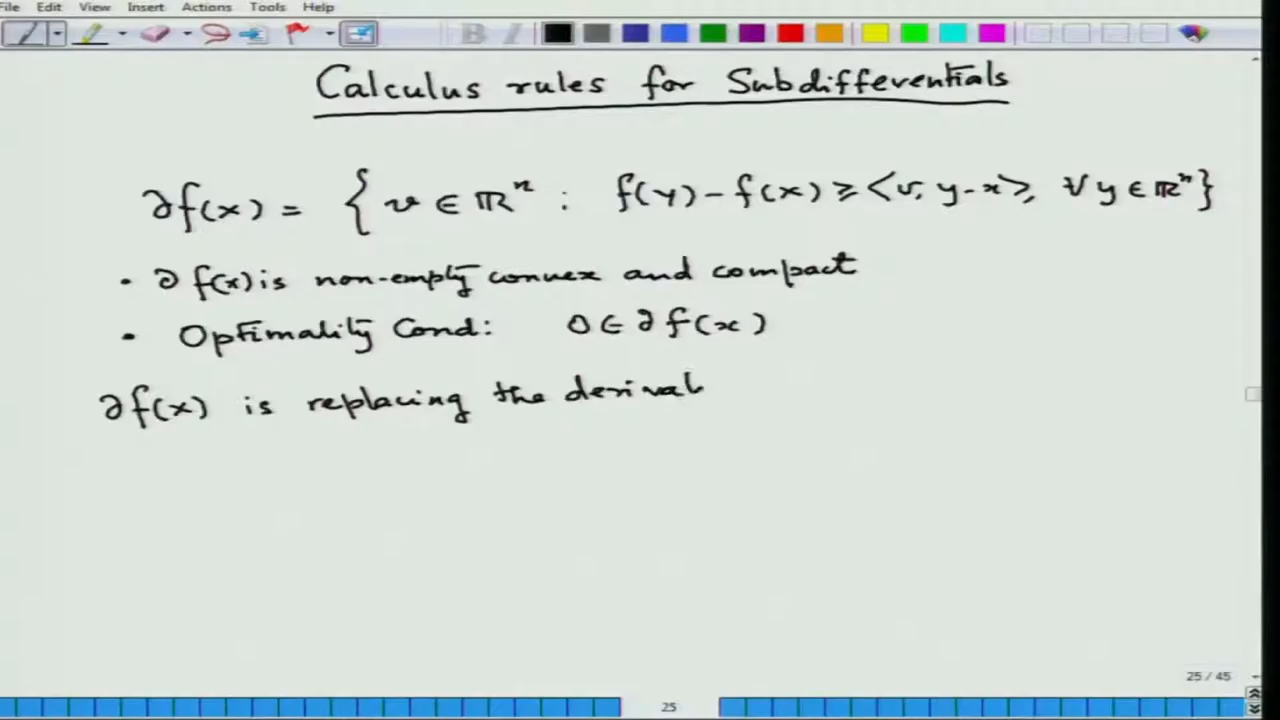 File Edit View Insert Actions Tools Help
B I
Calculus rules for Subdifferentials
∂f(x) = { v ∈ ℝⁿ : f(y) - f(x) ≥ <v, y-x>, ∀ y ∈ ℝⁿ }
• ∂f(x) is non-empty convex and compact
• Optimality Cond: 0 ∈ ∂f(x)
∂f(x) is replacing the derivat
25 / 45
25